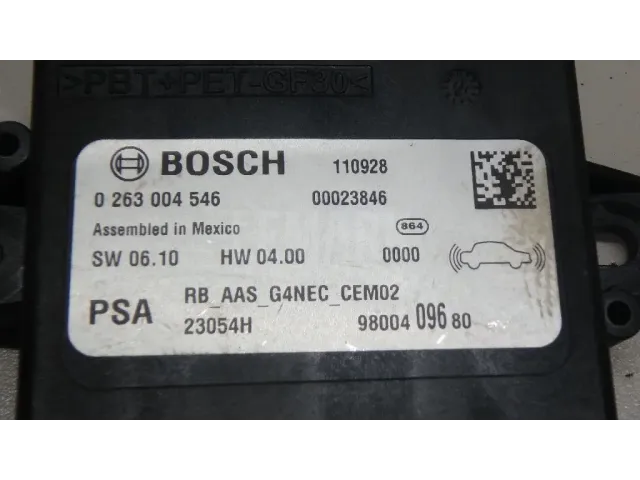 >PBT+PET-GF30<
BOSCH 110928
0 263 004 546 00023846
Assembled in Mexico 864
SW 06.10 HW 04.00 0000
PSA RB_AAS_G4NEC_CEM02
23054H 98004 096 80